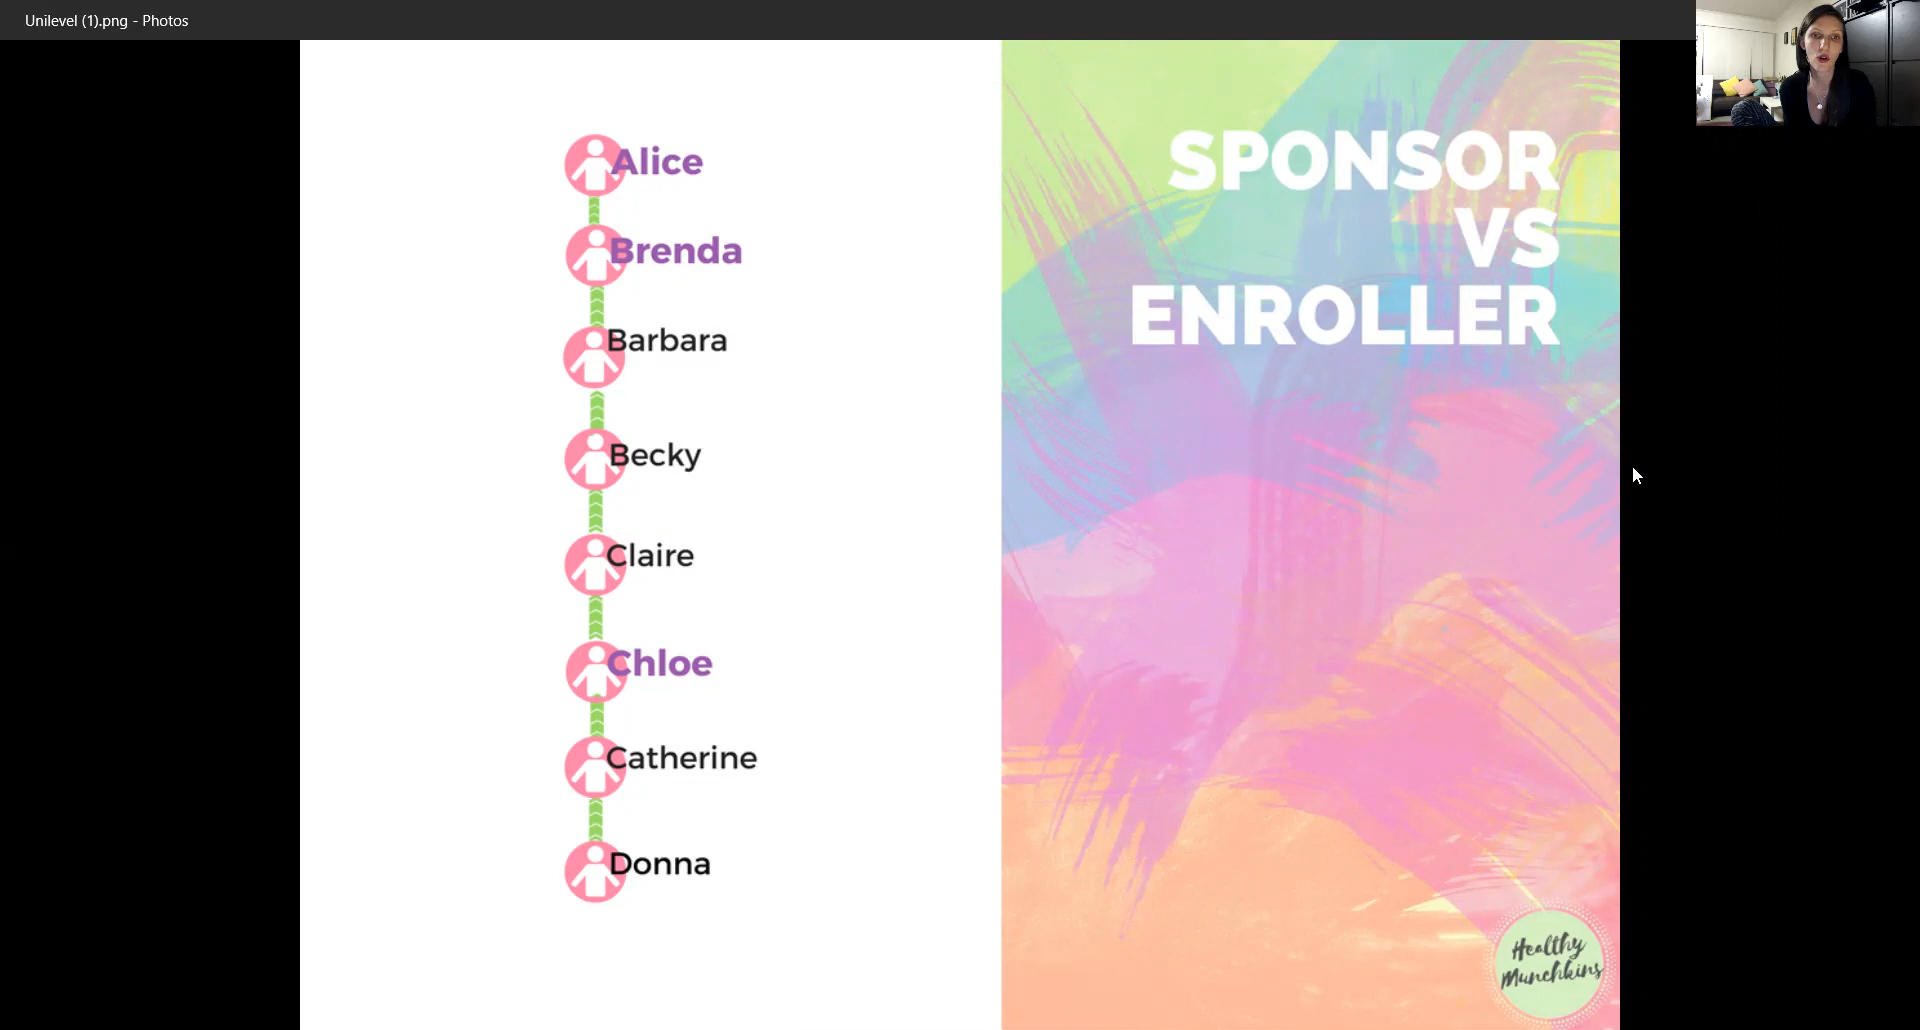 Unilevel (1).png - Photos
Alice
Brenda
Barbara
Becky
Claire
Chloe
Catherine
Donna
SPONSOR
VS
ENROLLER
Healthy
Munchkins